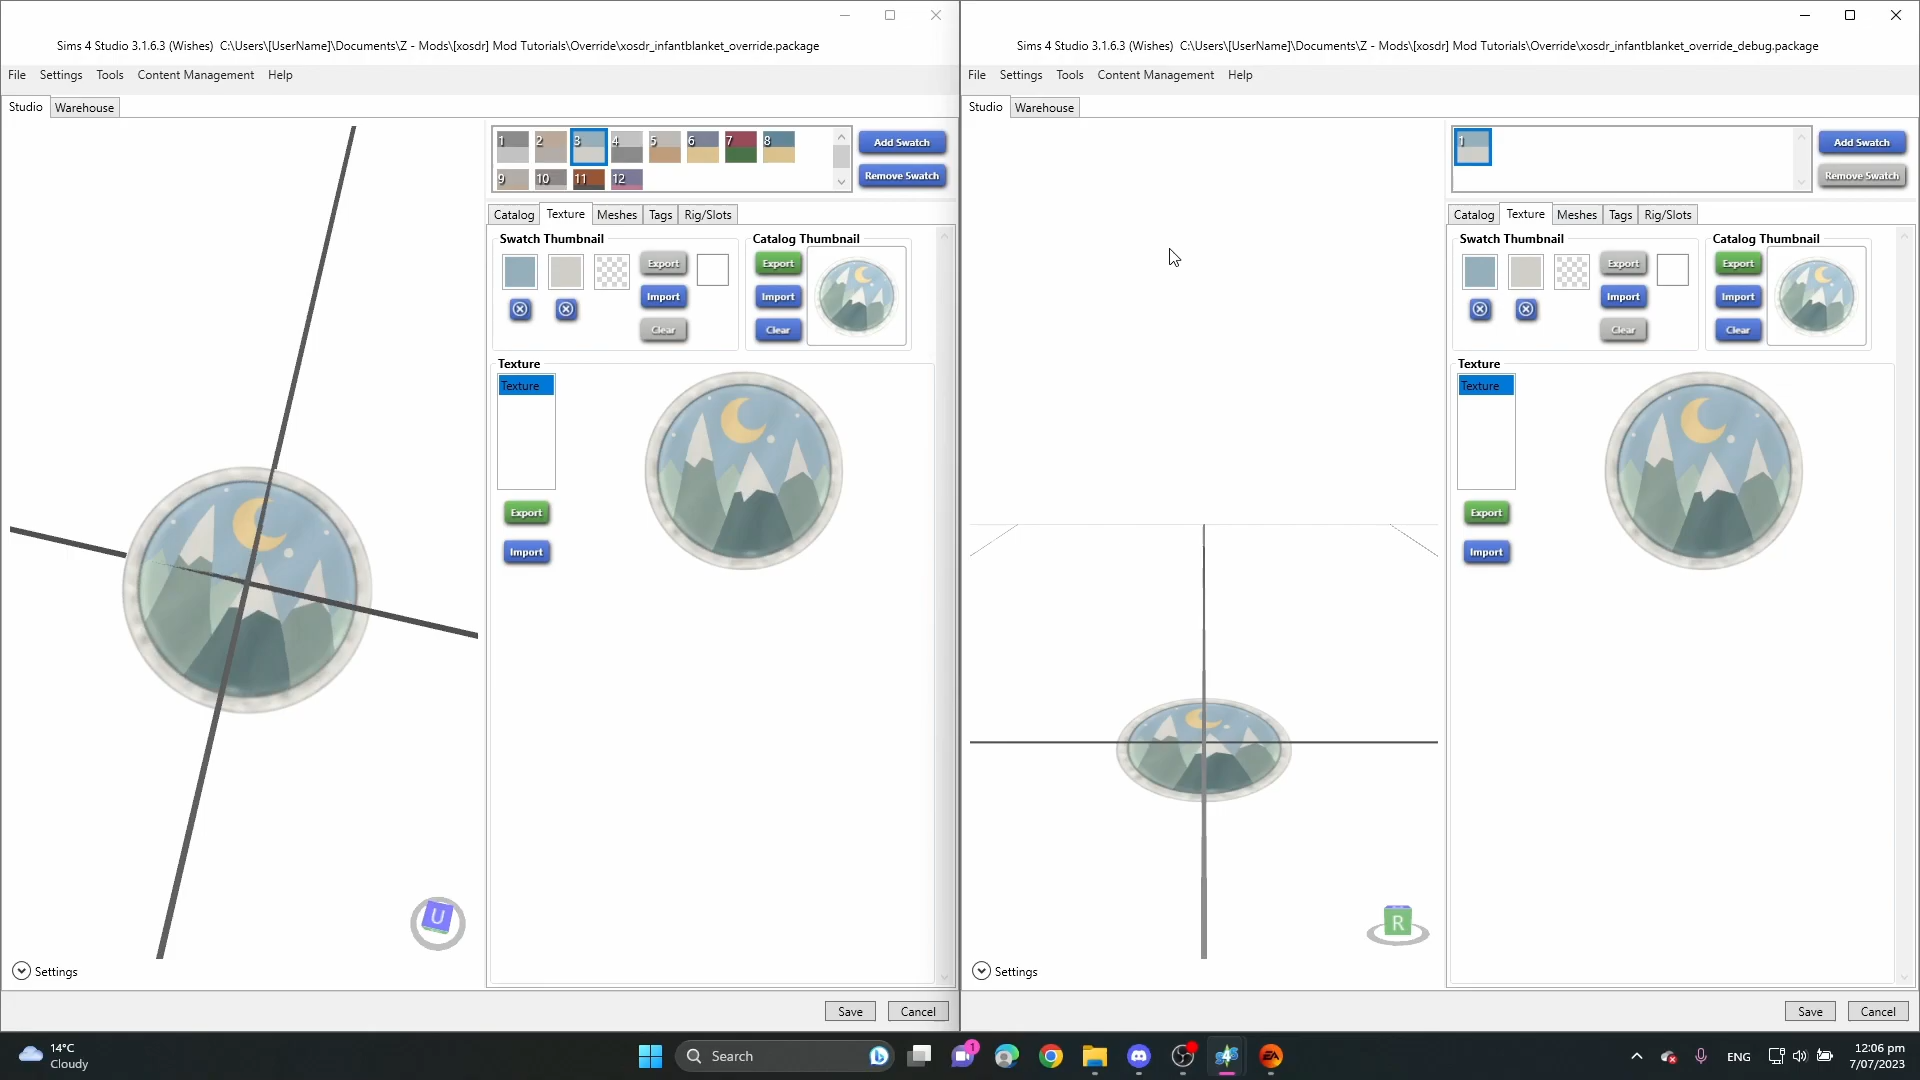 Sims 4 Studio 3.1.6.3 (Wishes)  C:\Users\[UserName]\Documents\Z - Mods\[xosdr] Mod Tutorials\Override\xosdr_infantblanket_override.package
File Settings Tools Content Management Help
Studio Warehouse
1 2 3 4 5 6 7 8
9 10 11 12
Add Swatch
Remove Swatch
Catalog Texture Meshes Tags Rig/Slots
Swatch Thumbnail
Export
Import
Clear
Catalog Thumbnail
Export
Import
Clear
Texture
Texture
Export
Import
U
Settings
Save Cancel
Sims 4 Studio 3.1.6.3 (Wishes)  C:\Users\[UserName]\Documents\Z - Mods\[xosdr] Mod Tutorials\Override\xosdr_infantblanket_override_debug.package
File Settings Tools Content Management Help
Studio Warehouse
1
Add Swatch
Remove Swatch
Catalog Texture Meshes Tags Rig/Slots
Swatch Thumbnail
Export
Import
Clear
Catalog Thumbnail
Export
Import
Clear
Texture
Texture
Export
Import
R
Settings
Save Cancel
14°C
Cloudy
Search
1
4
EA
ENG
12:06 pm
7/07/2023